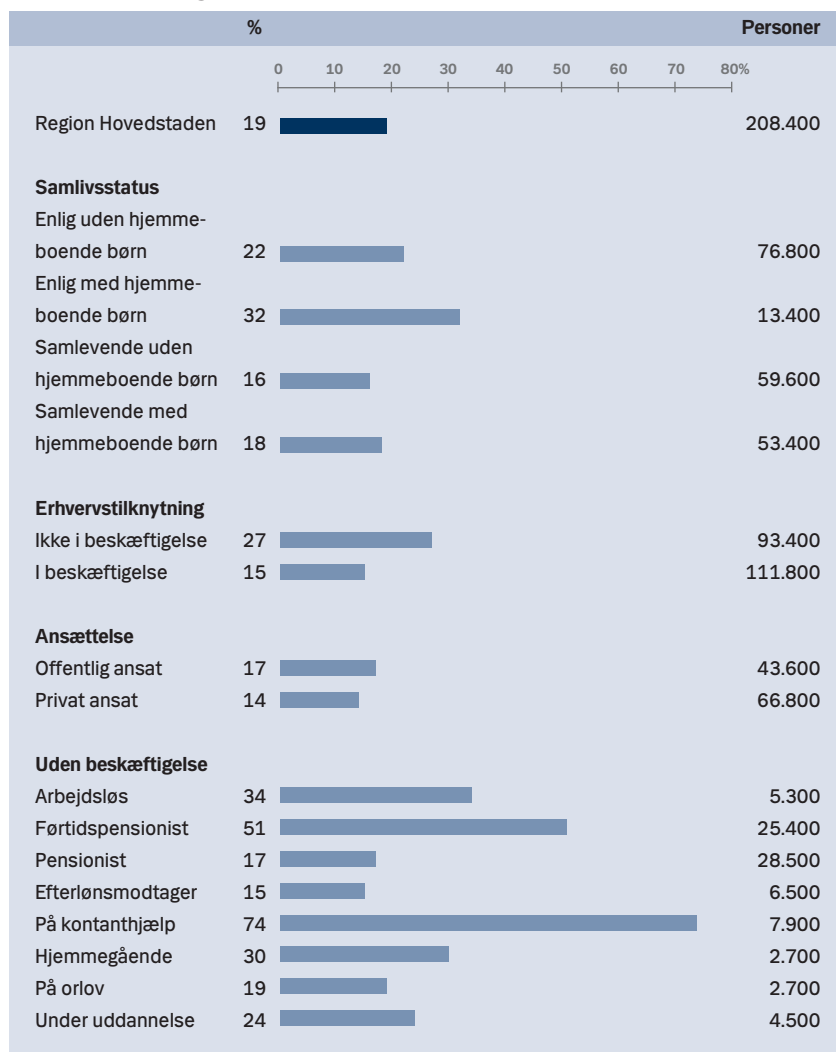 % Personer
0 10 20 30 40 50 60 70 80%
Region Hovedstaden 19 208.400
Samlivsstatus
Enlig uden hjemme-
boende børn 22 76.800
Enlig med hjemme-
boende børn 32 13.400
Samlevende uden
hjemmeboende børn 16 59.600
Samlevende med
hjemmeboende børn 18 53.400
Erhvervstilknytning
Ikke i beskæftigelse 27 93.400
I beskæftigelse 15 111.800
Ansættelse
Offentlig ansat 17 43.600
Privat ansat 14 66.800
Uden beskæftigelse
Arbejdsløs 34 5.300
Førtidspensionist 51 25.400
Pensionist 17 28.500
Efterlønsmodtager 15 6.500
På kontanthjælp 74 7.900
Hjemmegående 30 2.700
På orlov 19 2.700
Under uddannelse 24 4.500